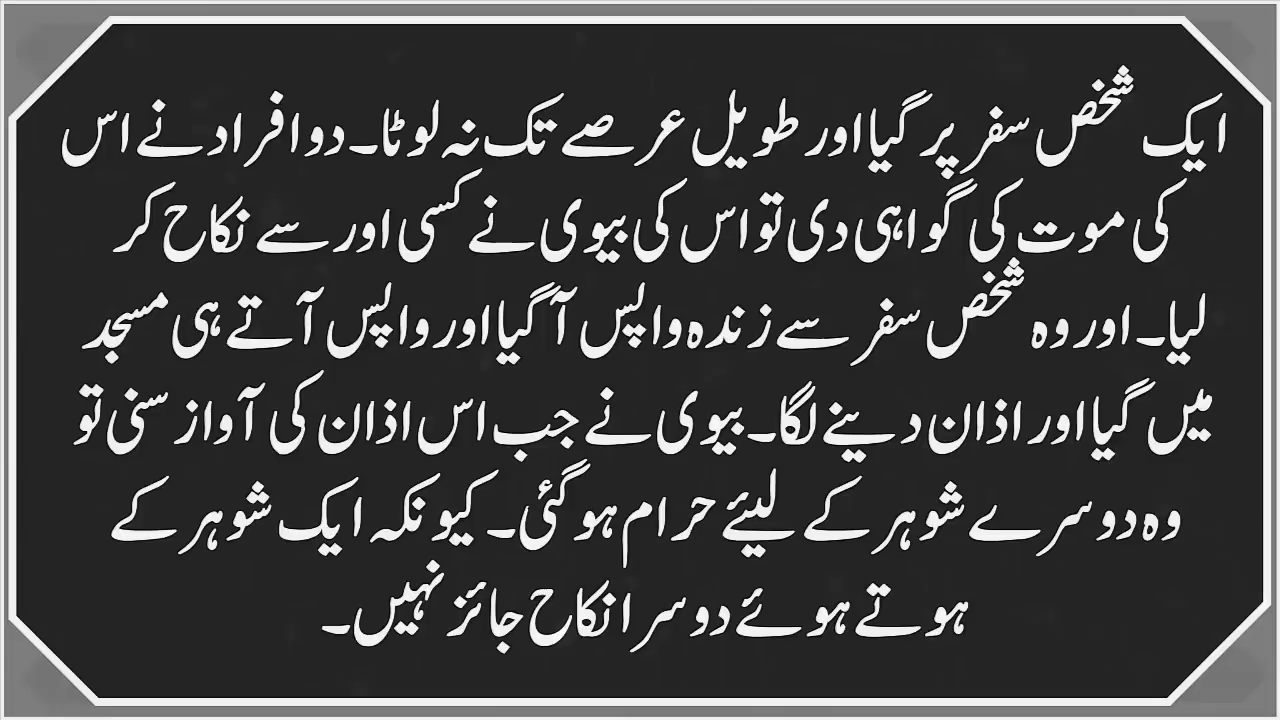 ایک شخص سفر پر گیا اور طویل عرصے تک نہ لوٹا۔ دو افراد نے اس
کی موت کی گواہی دی تو اس کی بیوی نے کسی اور سے نکاح کر
لیا۔ اور وہ شخص سفر سے زندہ واپس آ گیا اور واپس آتے ہی مسجد
میں گیا اور اذان دینے لگا۔ بیوی نے جب اس اذان کی آواز سنی تو
وہ دوسرے شوہر کے لیئے حرام ہو گئی۔ کیونکہ ایک شوہر کے
ہوتے ہوئے دوسرا نکاح جائز نہیں۔